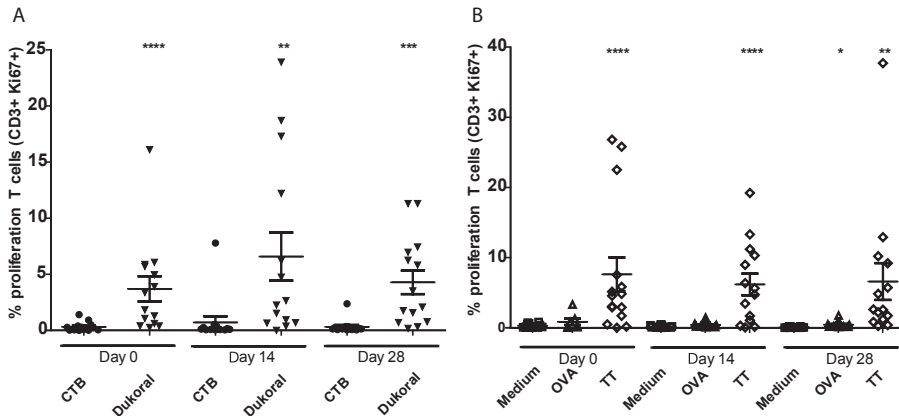 A
% proliferation T cells (CD3+ Ki67+)
25
20
15
10
5
0
**** ** ***
Day 0 Day 14 Day 28
CTB Dukoral CTB Dukoral CTB Dukoral
B
% proliferation T cells (CD3+ Ki67+)
40
30
20
10
0
**** **** * **
Day 0 Day 14 Day 28
Medium OVA TT Medium OVA TT Medium OVA TT